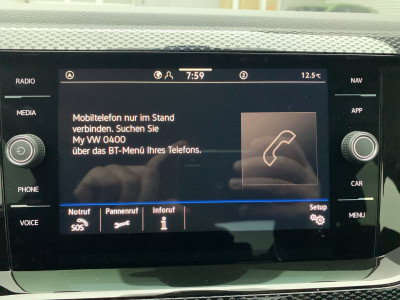 RADIO
MEDIA
PHONE
VOICE
7:59
2
12.5°C
Mobiltelefon nur im Stand
verbinden. Suchen Sie
My VW 0400
über das BT-Menü Ihres Telefons.
Notruf
SOS
Pannenruf
Inforuf
i
Setup
NAV
APP
CAR
MENU